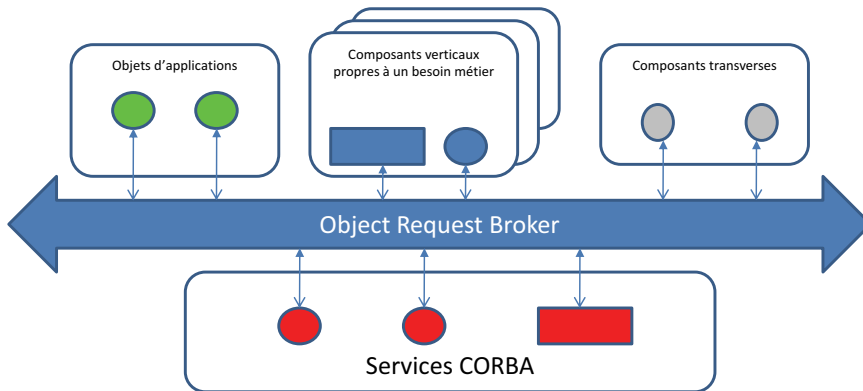 Objets d'applications
Composants verticaux
propres à un besoin métier
Composants transverses
Object Request Broker
Services CORBA